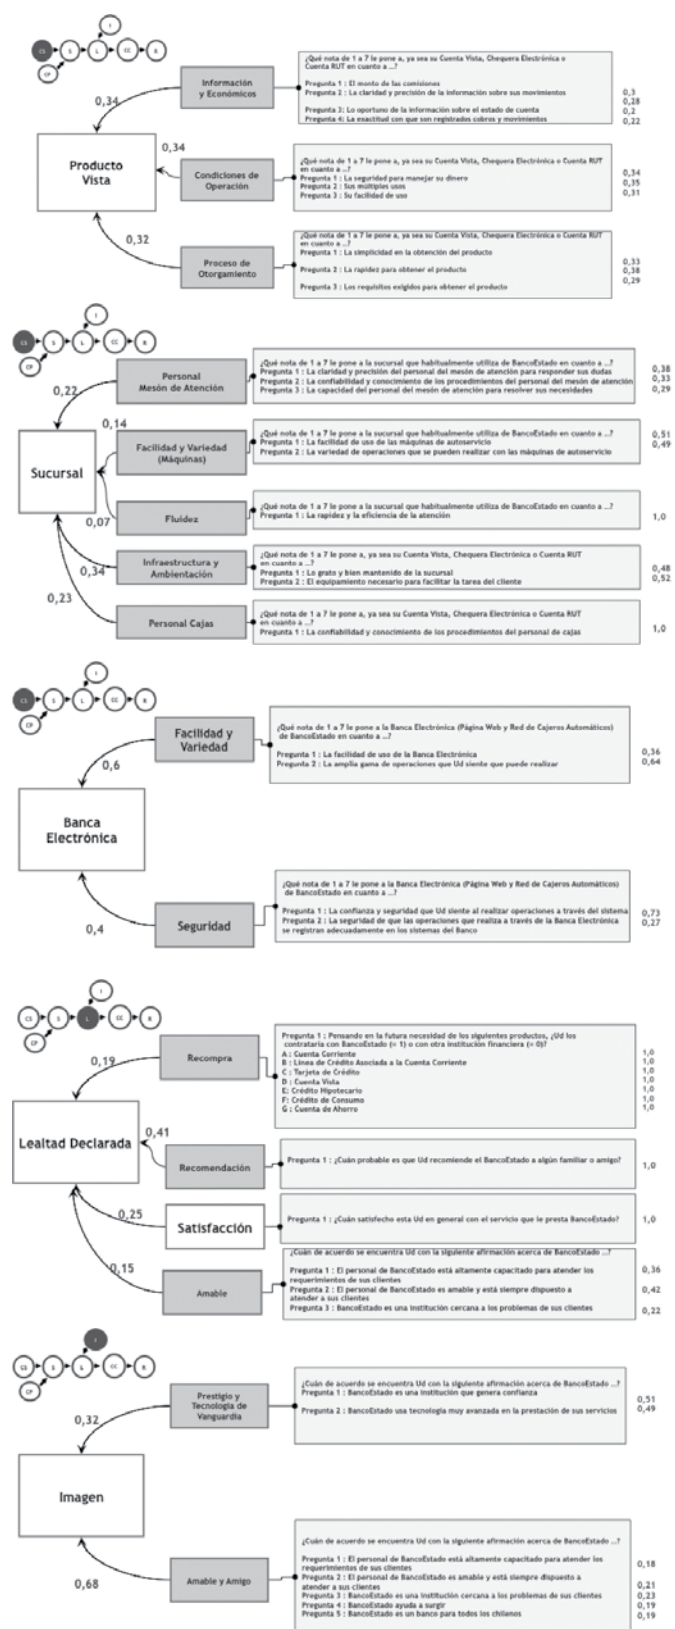 I
CS
S
L
CC
R
CP
¿Qué nota de 1 a 7 le pone a, ya sea su Cuenta Vista, Chequera Electrónica o
Cuenta RUT en cuanto a ...?
Pregunta 1 : El monto de las comisiones
Pregunta 2 : La claridad y precisión de la información sobre sus movimientos
Pregunta 3: Lo oportuno de la información sobre el estado de cuenta
Pregunta 4: La exactitud con que son registrados cobros y movimientos
0,3
0,28
0,2
0,22
Información
y Económicos
0,34
Producto
Vista
0,34
Condiciones de
Operación
¿Qué nota de 1 a 7 le pone a, ya sea su Cuenta Vista, Chequera Electrónica o Cuenta RUT
en cuanto a ...?
Pregunta 1 : La seguridad para manejar su dinero
Pregunta 2 : Sus múltiples usos
Pregunta 3 : Su facilidad de uso
0,34
0,35
0,31
0,32
Proceso de
Otorgamiento
¿Qué nota de 1 a 7 le pone a, ya sea su Cuenta Vista, Chequera Electrónica o Cuenta RUT
en cuanto a ...?
Pregunta 1 : La simplicidad en la obtención del producto
Pregunta 2 : La rapidez para obtener el producto
Pregunta 3 : Los requisitos exigidos para obtener el producto
0,33
0,38
0,29
I
CS
S
L
CC
R
CP
Personal
Mesón de Atención
¿Qué nota de 1 a 7 le pone a la sucursal que habitualmente utiliza de BancoEstado en cuanto a ...?
Pregunta 1 : La claridad y precisión del personal del mesón de atención para responder sus dudas
Pregunta 2 : La confiabilidad y conocimiento de los procedimientos del personal del mesón de atención
Pregunta 3 : La capacidad del personal del mesón de atención para resolver sus necesidades
0,38
0,33
0,29
0,22
0,14
Sucursal
Facilidad y Variedad
(Máquinas)
¿Qué nota de 1 a 7 le pone a la sucursal que habitualmente utiliza de BancoEstado en cuanto a ...?
Pregunta 1 : La facilidad de uso de las máquinas de autoservicio
Pregunta 2 : La variedad de operaciones que se pueden realizar con las máquinas de autoservicio
0,51
0,49
0,07
Fluidez
¿Qué nota de 1 a 7 le pone a la sucursal que habitualmente utiliza de BancoEstado en cuanto a ...?
Pregunta 1 : La rapidez y la eficiencia de la atención
1,0
0,34
Infraestructura y
Ambientación
¿Qué nota de 1 a 7 le pone a, ya sea su Cuenta Vista, Chequera Electrónica o Cuenta RUT
en cuanto a ...?
Pregunta 1 : Lo grato y bien mantenido de la sucursal
Pregunta 2 : El equipamiento necesario para facilitar la tarea del cliente
0,48
0,52
0,23
Personal Cajas
¿Qué nota de 1 a 7 le pone a, ya sea su Cuenta Vista, Chequera Electrónica o Cuenta RUT
en cuanto a ...?
Pregunta 1 : La confiabilidad y conocimiento de los procedimientos del personal de cajas
1,0
I
CS
S
L
CC
R
CP
Facilidad y
Variedad
¿Qué nota de 1 a 7 le pone a la Banca Electrónica (Página Web y Red de Cajeros Automáticos)
de BancoEstado en cuanto a ...?
Pregunta 1 : La facilidad de uso de la Banca Electrónica
Pregunta 2 : La amplia gama de operaciones que Ud siente que puede realizar
0,36
0,64
0,6
Banca
Electrónica
0,4
Seguridad
¿Qué nota de 1 a 7 le pone a la Banca Electrónica (Página Web y Red de Cajeros Automáticos)
de BancoEstado en cuanto a ...?
Pregunta 1 : La confianza y seguridad que Ud siente al realizar operaciones a través del sistema
Pregunta 2 : La seguridad de que las operaciones que realiza a través de la Banca Electrónica
se registran adecuadamente en los sistemas del Banco
0,73
0,27
I
CS
S
L
CC
R
CP
Recompra
Pregunta 1 : Pensando en la futura necesidad de los siguientes productos, ¿Ud los
contrataría con BancoEstado (= 1) o con otra institución financiera (= 0)?
A : Cuenta Corriente
B : Línea de Crédito Asociada a la Cuenta Corriente
C : Tarjeta de Crédito
D : Cuenta Vista
E: Crédito Hipotecario
F: Crédito de Consumo
G : Cuenta de Ahorro
1,0
1,0
1,0
1,0
1,0
1,0
1,0
0,19
Lealtad Declarada
0,41
Recomendación
Pregunta 1 : ¿Cuán probable es que Ud recomiende el BancoEstado a algún familiar o amigo?
1,0
0,25
Satisfacción
Pregunta 1 : ¿Cuán satisfecho esta Ud en general con el servicio que le presta BancoEstado?
1,0
0,15
Amable
¿Cuán de acuerdo se encuentra Ud con la siguiente afirmación acerca de BancoEstado ...?
Pregunta 1 : El personal de BancoEstado está altamente capacitado para atender los
requerimientos de sus clientes
Pregunta 2 : El personal de BancoEstado es amable y está siempre dispuesto a
atender a sus clientes
Pregunta 3 : BancoEstado es una institución cercana a los problemas de sus clientes
0,36
0,42
0,22
I
CS
S
L
CC
R
CP
Prestigio y
Tecnología de
Vanguardia
¿Cuán de acuerdo se encuentra Ud con la siguiente afirmación acerca de BancoEstado ...?
Pregunta 1 : BancoEstado es una institución que genera confianza
Pregunta 2 : BancoEstado usa tecnología muy avanzada en la prestación de sus servicios
0,51
0,49
0,32
Imagen
0,68
Amable y Amigo
¿Cuán de acuerdo se encuentra Ud con la siguiente afirmación acerca de BancoEstado ...?
Pregunta 1 : El personal de BancoEstado está altamente capacitado para atender los
requerimientos de sus clientes
Pregunta 2 : El personal de BancoEstado es amable y está siempre dispuesto a
atender a sus clientes
Pregunta 3 : BancoEstado es una institución cercana a los problemas de sus clientes
Pregunta 4 : BancoEstado ayuda a surgir
Pregunta 5 : BancoEstado es un banco para todos los chilenos
0,18
0,21
0,23
0,19
0,19